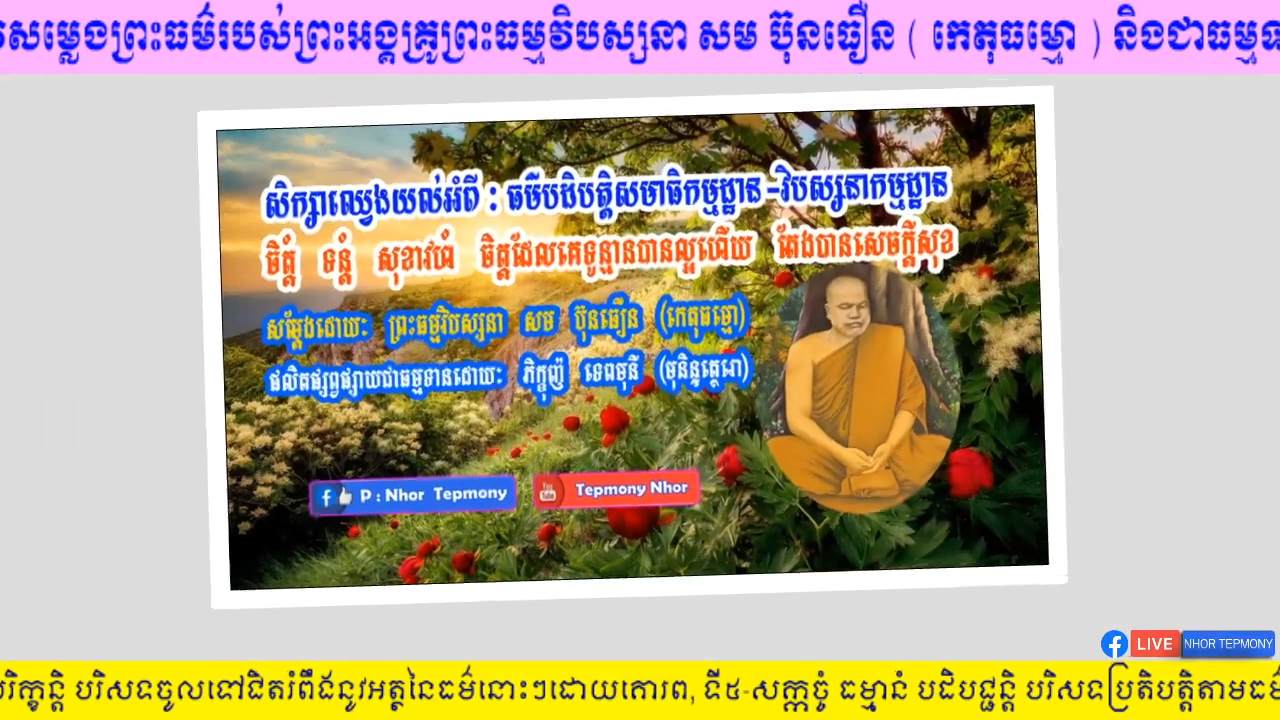 សម្លេងព្រះធម៌របស់ព្រះអង្គគ្រូព្រះធម្មវិបស្សនា សម ប៊ុនធឿន ( កេតុធម្មោ ) និងជាធម្មទ
សិក្សាឈ្វេងយល់អំពី : ធម៌បដិបត្តិសមាធិកម្មដ្ឋាន -វិបស្សនាកម្មដ្ឋាន
ចិត្តំ ទន្តំ សុខាវហំ ចិត្តដែលគេទូន្មានបានល្អហើយ តែងបានសេចក្តីសុខ
សម្តែងដោយ: ព្រះធម្មវិបស្សនា សម ប៊ុនធឿន (កេតុធម្មោ)
ផលិតផ្សព្វផ្សាយជាធម្មទានដោយ: ភិក្ខុញ៉ូ ទេពមុនី (មុនិន្ទត្ថេរោ)
P : Nhor Tepmony
You Tube Tepmony Nhor
LIVE NHOR TEPMONY
រិក្ខន្តិ បរិសទចូលទៅជិតរំពឹងនូវអត្ថនៃធម៌នោះៗដោយគោរព, ទី៥-សក្កច្ចំ ធម្មានំ បដិបជ្ជន្តិ បរិសទប្រតិបត្តិតាមធម៌